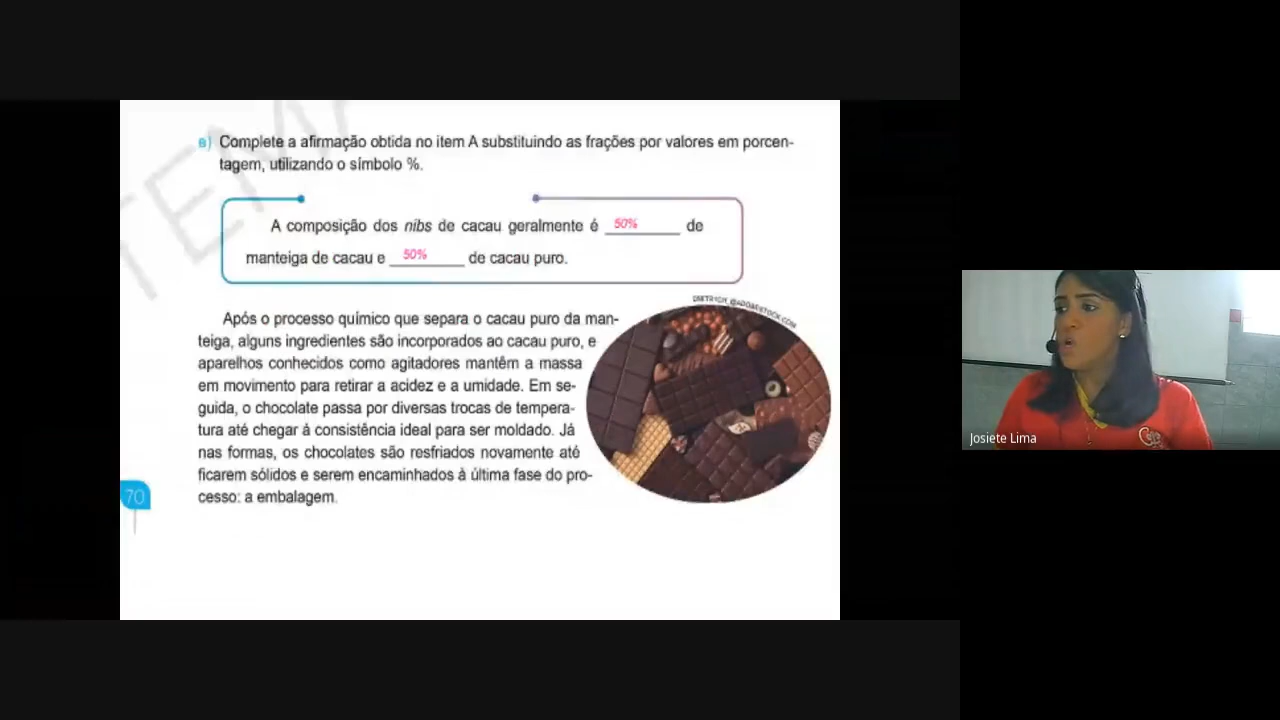 TEMA
B) Complete a afirmação obtida no item A substituindo as frações por valores em porcen-
tagem, utilizando o símbolo %.
A composição dos nibs de cacau geralmente é 50% de
manteiga de cacau e 50% de cacau puro.
DMITRIY_@ADOBESTOCK.COM
Após o processo químico que separa o cacau puro da man-
teiga, alguns ingredientes são incorporados ao cacau puro, e
aparelhos conhecidos como agitadores mantêm a massa
em movimento para retirar a acidez e a umidade. Em se-
guida, o chocolate passa por diversas trocas de tempera-
tura até chegar à consistência ideal para ser moldado. Já
nas formas, os chocolates são resfriados novamente até
ficarem sólidos e serem encaminhados à última fase do pro-
cesso: a embalagem.
70
Josiete Lima